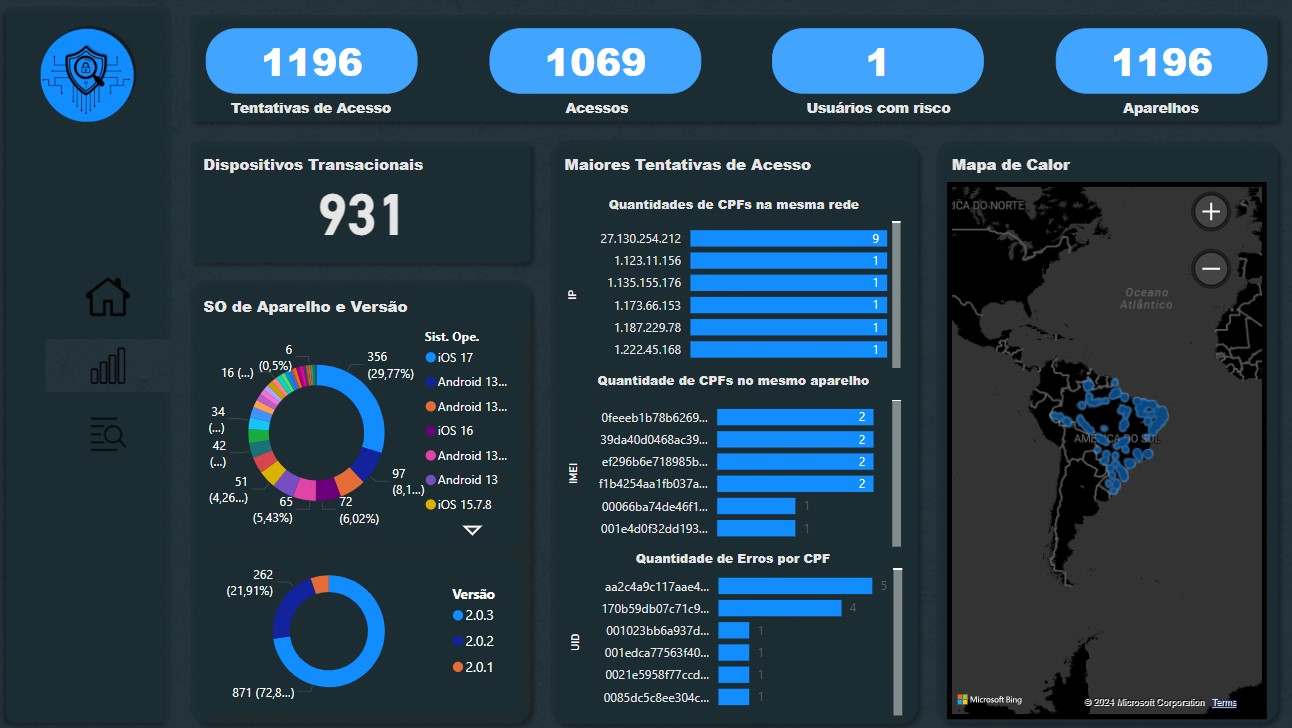 1196
Tentativas de Acesso
1069
Acessos
1
Usuários com risco
1196
Aparelhos
Dispositivos Transacionais
931
SO de Aparelho e Versão
6
(0,5%)
356
(29,77%)
16 (...)
34
(...)
42
(...)
51
(4,26...)
65
(5,43%)
72
(6,02%)
97
(8,1...)
Sist. Ope.
iOS 17
Android 13...
Android 13...
iOS 16
Android 13...
Android 13
iOS 15.7.8
262
(21,91%)
871 (72,8...)
Versão
2.0.3
2.0.2
2.0.1
Maiores Tentativas de Acesso
Quantidades de CPFs na mesma rede
IP
27.130.254.212 9
1.123.11.156 1
1.135.155.176 1
1.173.66.153 1
1.187.229.78 1
1.222.45.168 1
Quantidade de CPFs no mesmo aparelho
IMEI
0feeeb1b78b6269... 2
39da40d0468ac39... 2
ef296b6e718985b... 2
f1b4254aa1fb037a... 2
00066ba74de46f1... 1
001e4d0f32dd193... 1
Quantidade de Erros por CPF
UID
aa2c4a9c117aae4... 5
170b59db07c71c9... 4
001023bb6a937d... 1
001edca77563f40... 1
0021e5958f77ccd... 1
0085dc5c8ee304c... 1
Mapa de Calor
ICA DO NORTE
+
−
Oceano
Atlântico
AMÉRICA DO SUL
Microsoft Bing
© 2024 Microsoft Corporation Terms